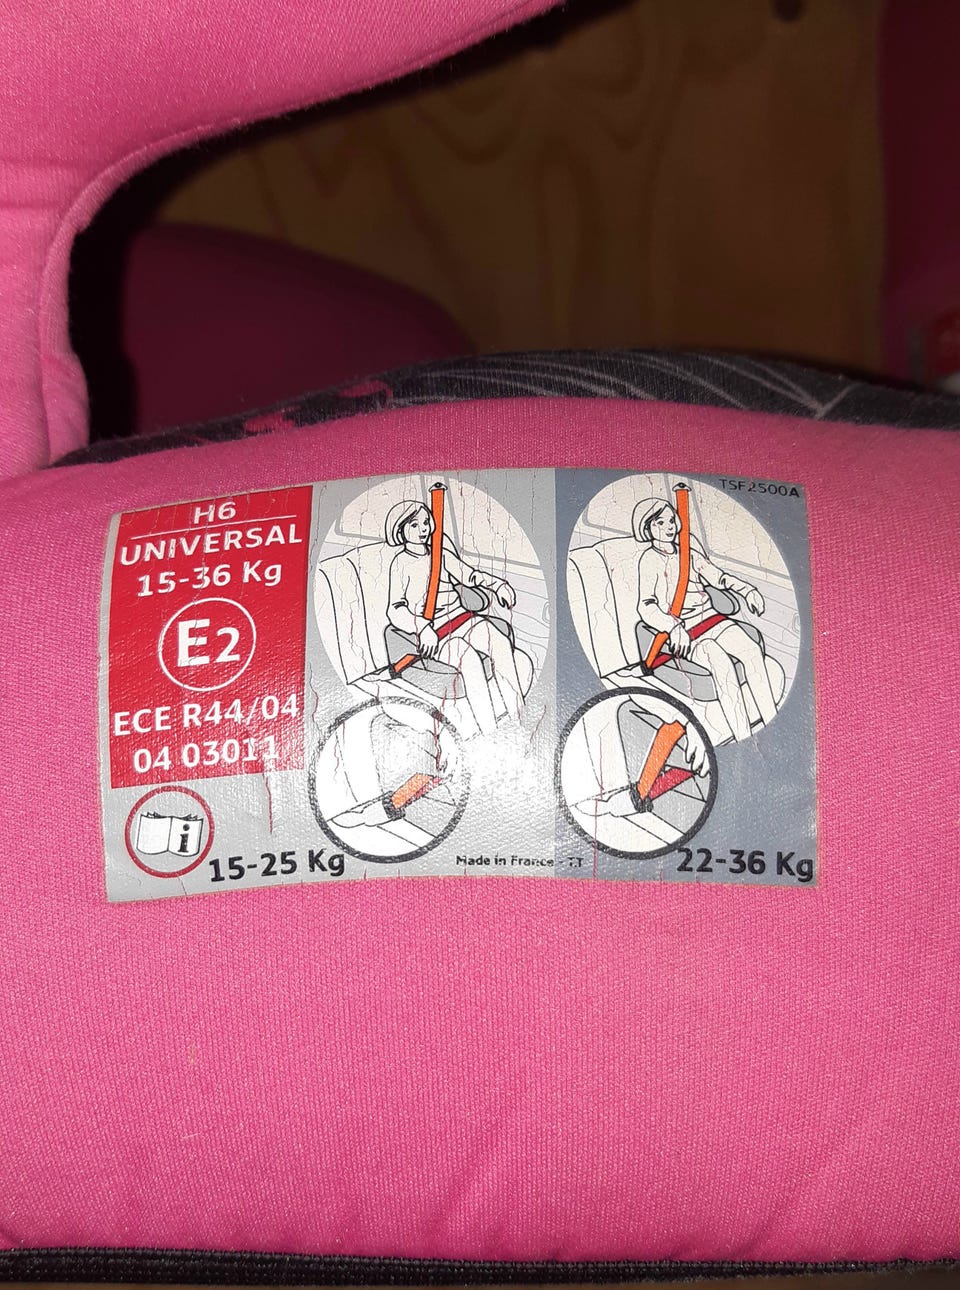 H6
UNIVERSAL
15-36 Kg
E2
ECE R44/04
04 03011
i
15-25 Kg
Made in France - TT
TSF2500A
22-36 Kg